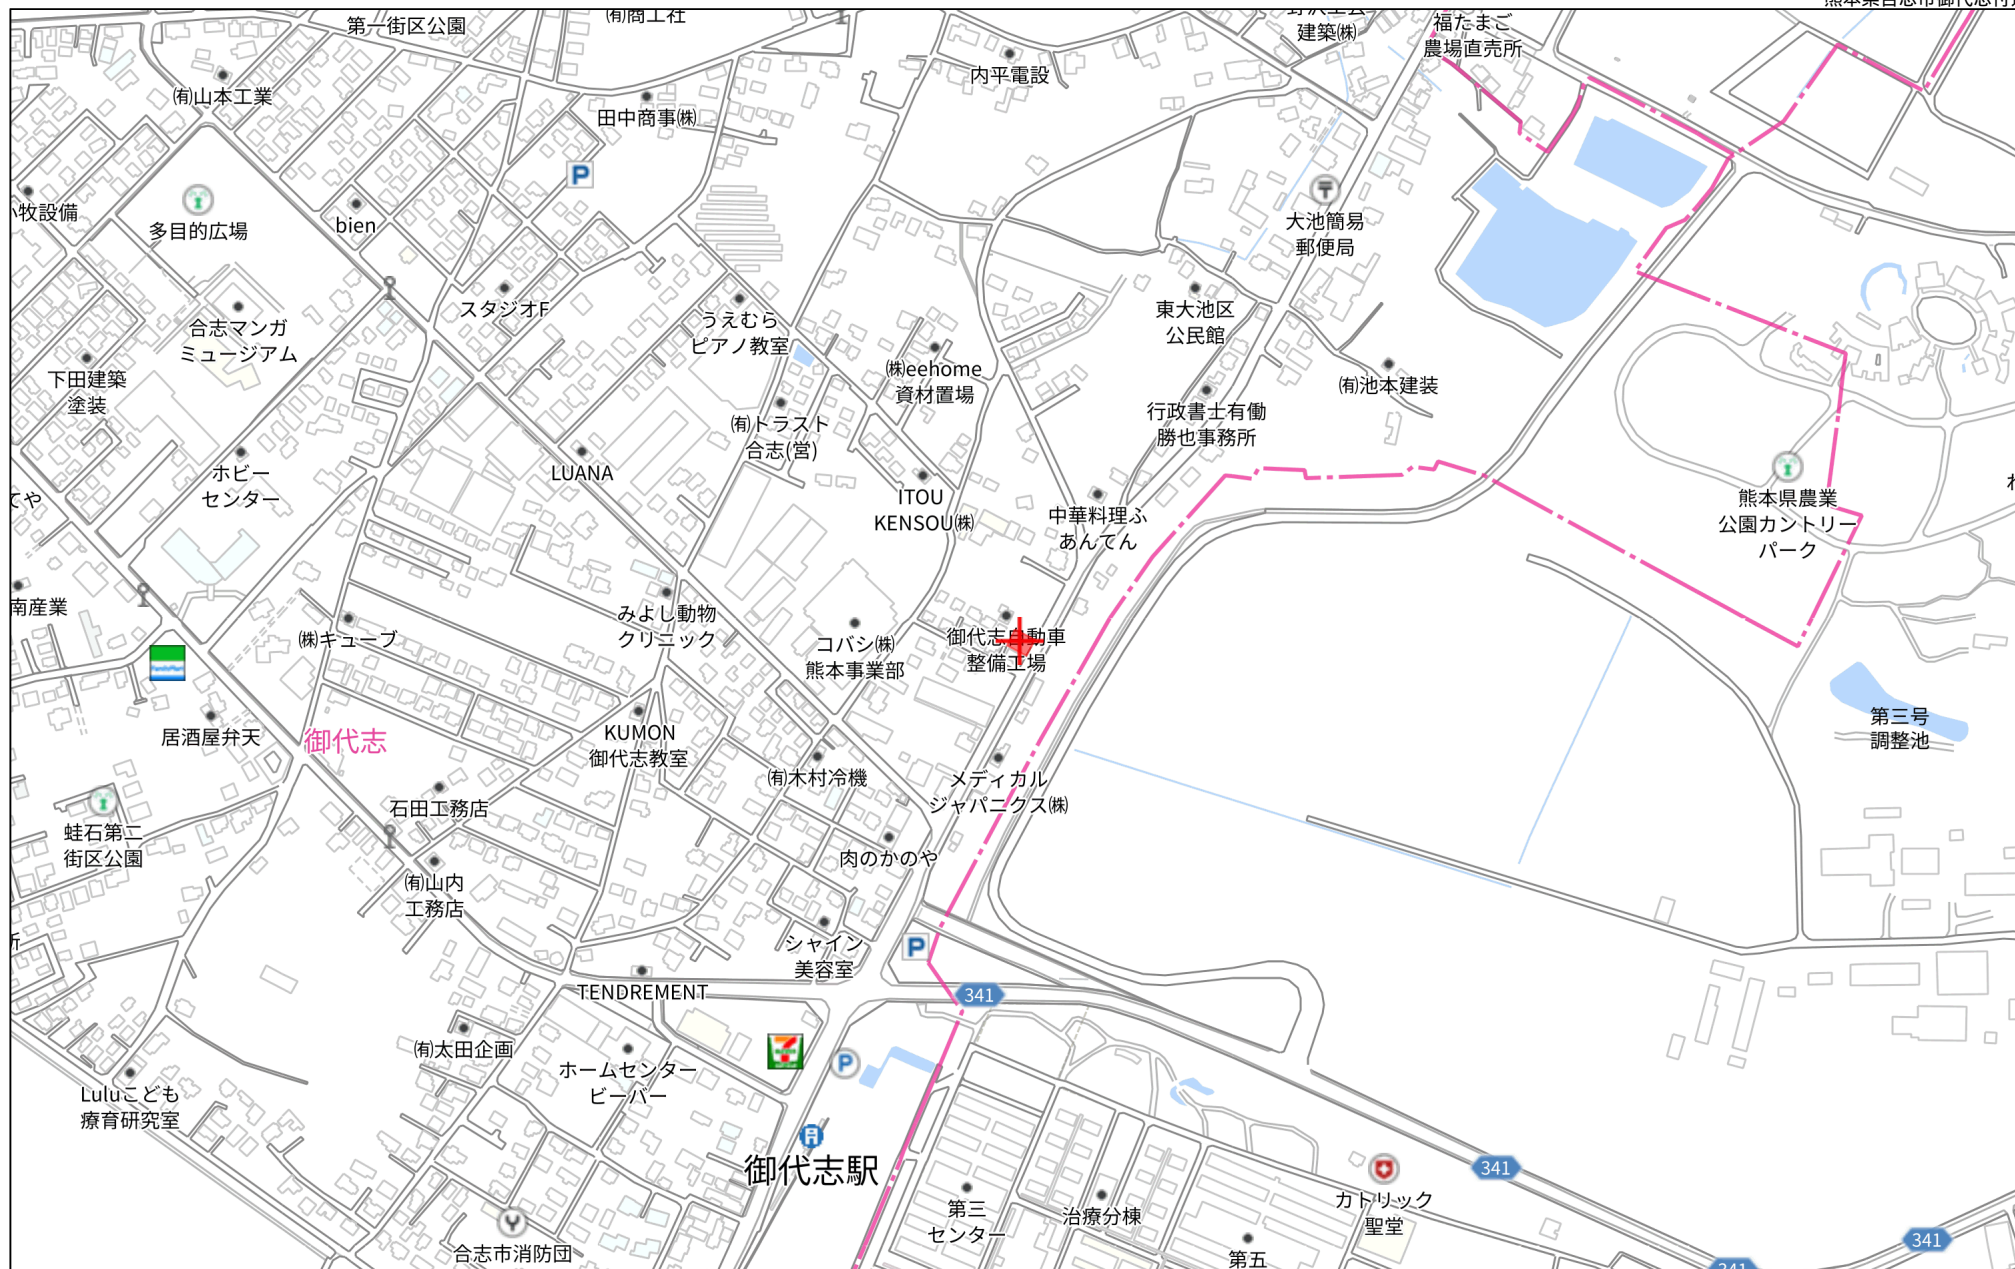 第一街区公園
㈲商工社
建築㈱
福たまご
農場直売所
㈲山本工業
田中商事㈱
内平電設
P
小牧設備
多目的広場
bien
大池簡易
郵便局
スタジオF
うえむら
ピアノ教室
東大池区
公民館
合志マンガ
ミュージアム
下田建築
塗装
㈱eehome
資材置場
㈲池本建装
㈲トラスト
合志(営)
行政書士有働
勝也事務所
ホビー
センター
LUANA
ITOU
KENSOU㈱
中華料理ふ
あんてん
熊本県農業
公園カントリー
パーク
てや
南産業
㈱キューブ
みよし動物
クリニック
コバシ㈱
熊本事業部
御代志自動車
整備工場
FamilyMart
居酒屋弁天
御代志
KUMON
御代志教室
㈲木村冷機
メディカル
ジャパニクス㈱
第三号
調整池
石田工務店
蛙石第二
街区公園
肉のかのや
㈲山内
工務店
シャイン
美容室
P
所
TENDREMENT
341
㈲太田企画
ホームセンター
ビーバー
P
Luluこども
療育研究室
御代志駅
341
カトリック
聖堂
第三
センター
治療分棟
合志市消防団
第五
341
341